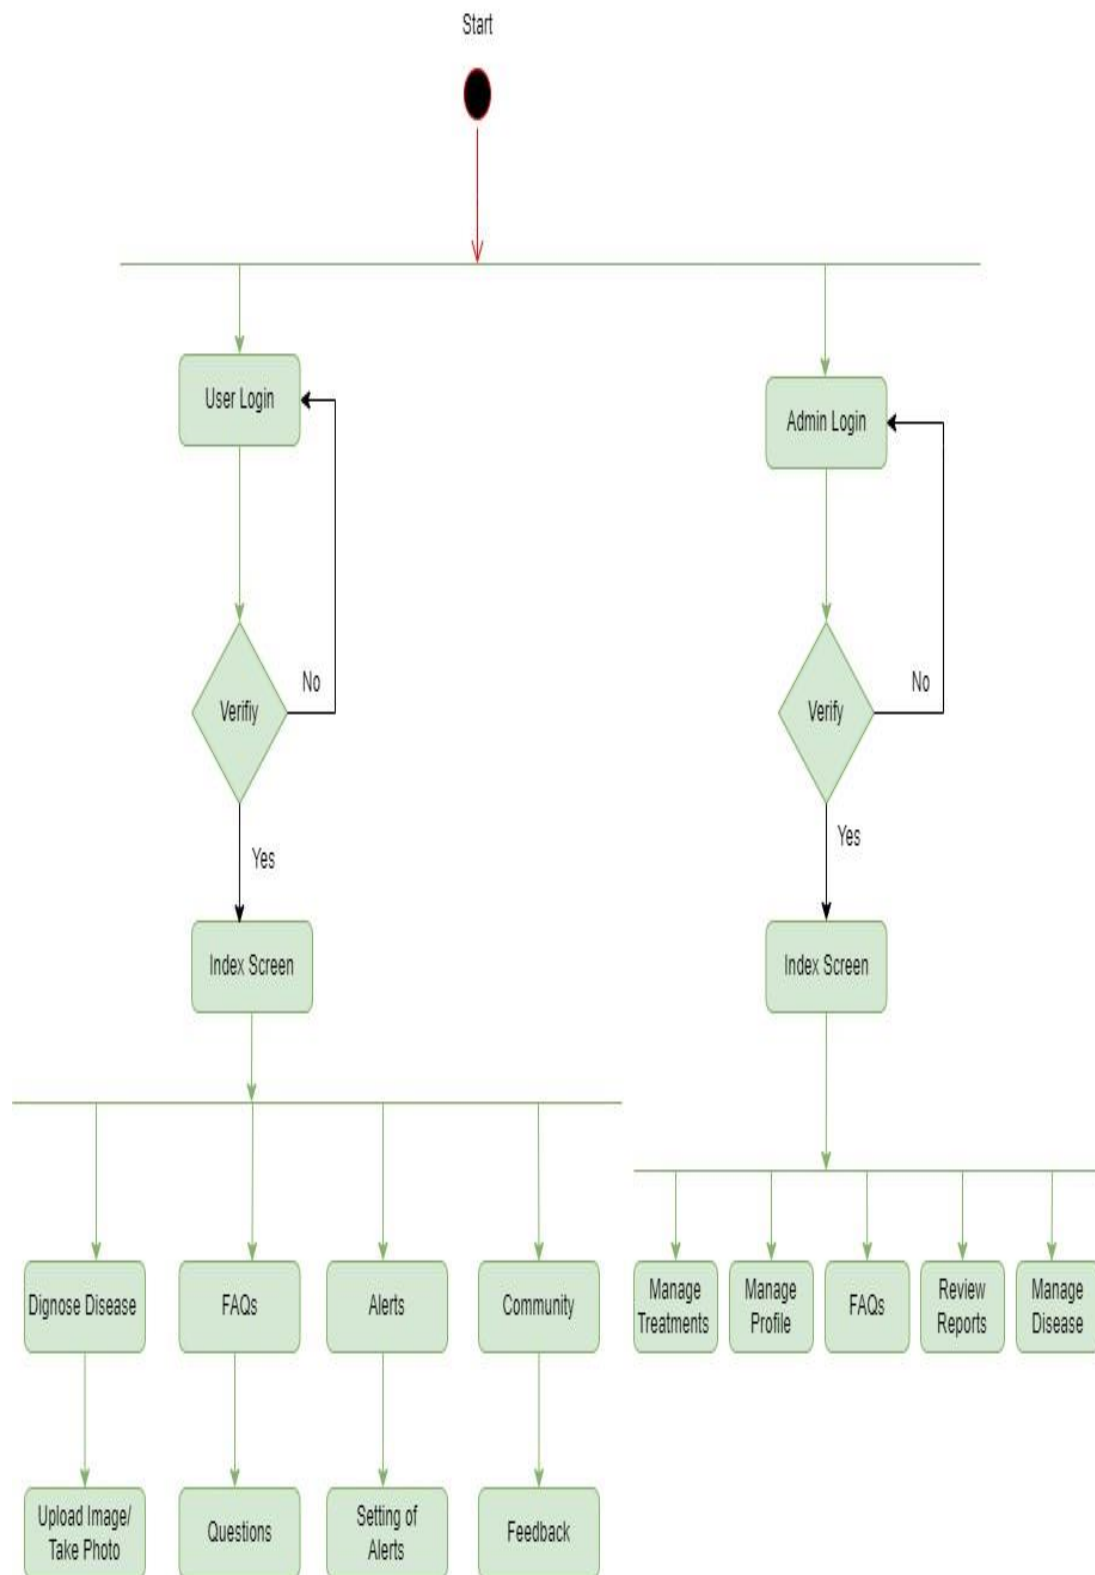 Start
User Login
Admin Login
No
No
Verifiy
Verify
Yes
Yes
Index Screen
Index Screen
Dignose Disease
FAQs
Alerts
Community
Manage
Treatments
Manage
Profile
FAQs
Review
Reports
Manage
Disease
Upload Image/
Take Photo
Questions
Setting of
Alerts
Feedback